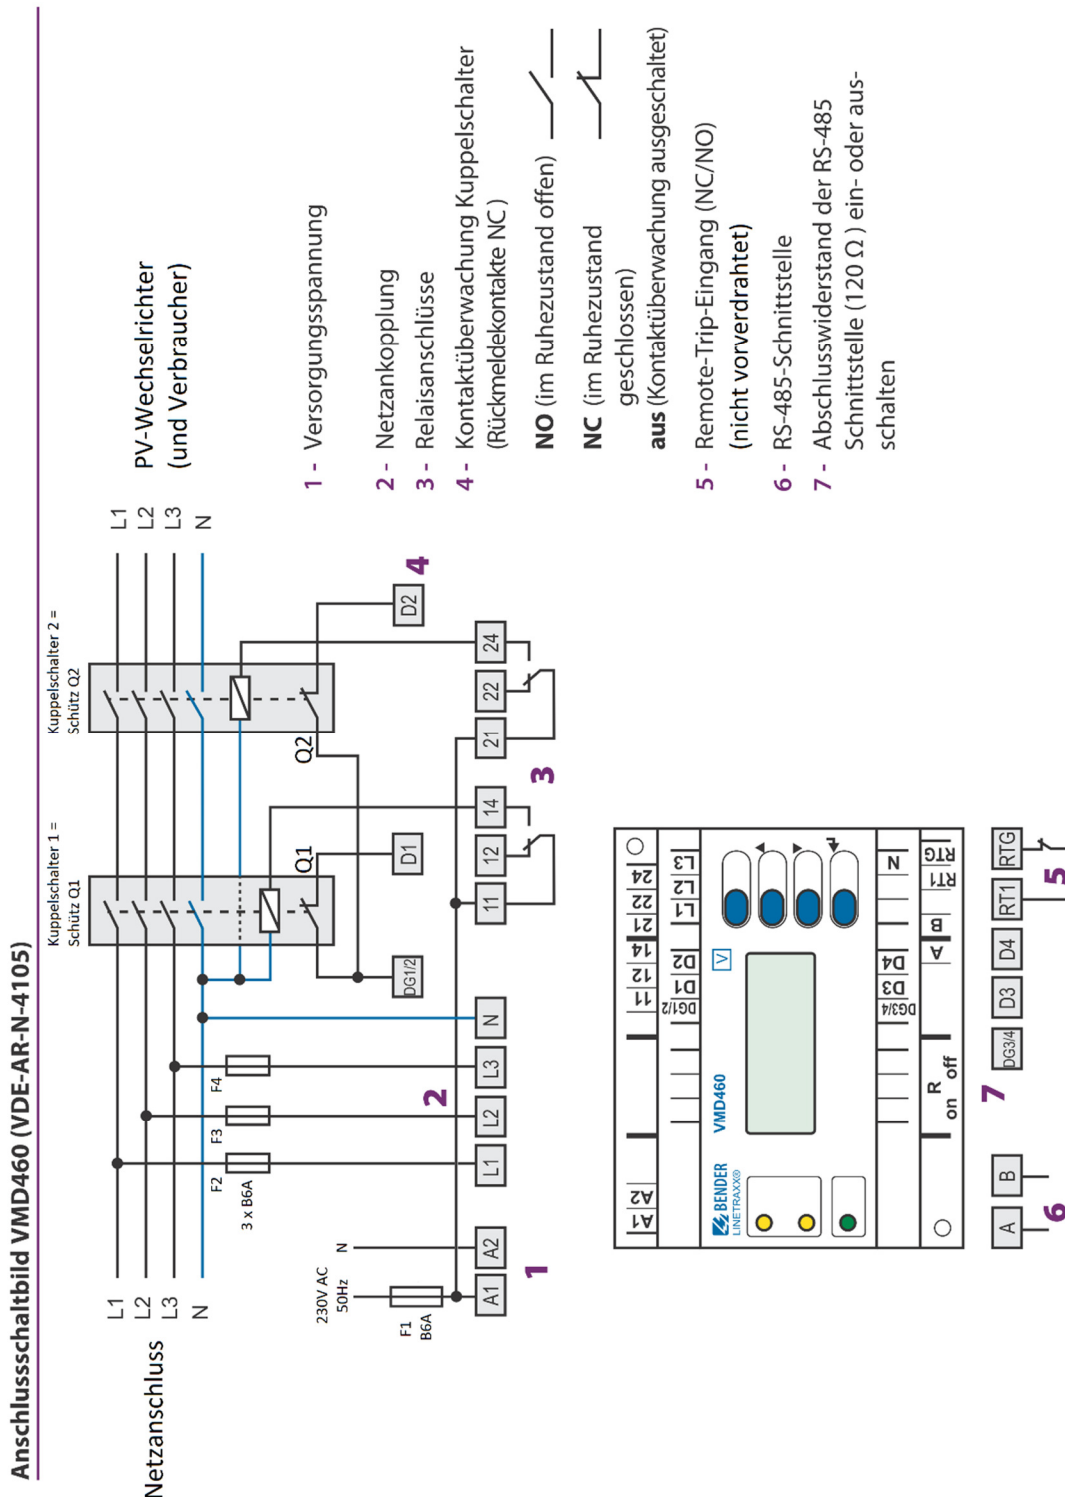 Anschlussschaltbild VMD460 (VDE-AR-N-4105)
Kuppelschalter 1 =
Schütz Q1
Kuppelschalter 2 =
Schütz Q2
Netzanschluss
L1
L2
L3
N
L1
L2
L3
N
PV-Wechselrichter
(und Verbraucher)
F2
F3
F4
3 x B6A
Q1
Q2
230V AC
50Hz
N
F1
B6A
DG1/2
D1
D2
4
A1
A2
L1
L2
L3
N
11
12
14
21
22
24
1
2
3
1 - Versorgungsspannung
2 - Netzankopplung
3 - Relaisanschlüsse
4 - Kontaktüberwachung Kuppelschalter
(Rückmeldekontakte NC )
NO (im Ruhezustand offen)
NC (im Ruhezustand
geschlossen)
aus (Kontaktüberwachung ausgeschaltet)
5 - Remote-Trip-Eingang (NC/NO)
(nicht vorverdrahtet)
6 - RS-485-Schnittstelle
7 - Abschlusswiderstand der RS-485
Schnittstelle (120 Ω ) ein- oder aus-
schalten
A1 A2
11 12 14 21 22 24
DG1/2 D1 D2 L1 L2 L3
BENDER
LINETRAXX®
VMD460
V
DG3/4 D3 D4 N
R
on off
A B RT1 RTG
A
B
DG3/4
D3
D4
RT1
RTG
6
7
5